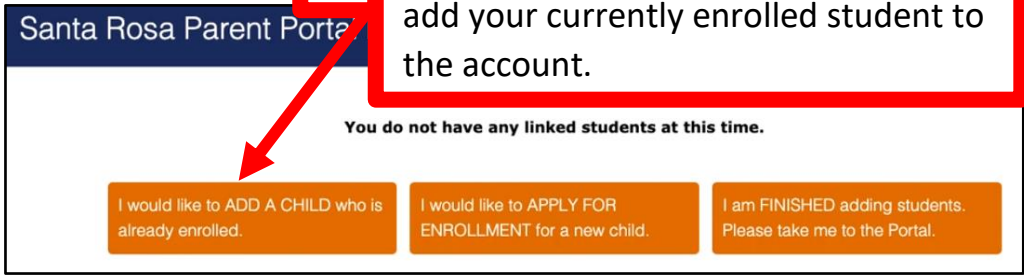 add your currently enrolled student to
the account.
Santa Rosa Parent Portal
You do not have any linked students at this time.
I would like to ADD A CHILD who is
already enrolled.
I would like to APPLY FOR
ENROLLMENT for a new child.
I am FINISHED adding students.
Please take me to the Portal.